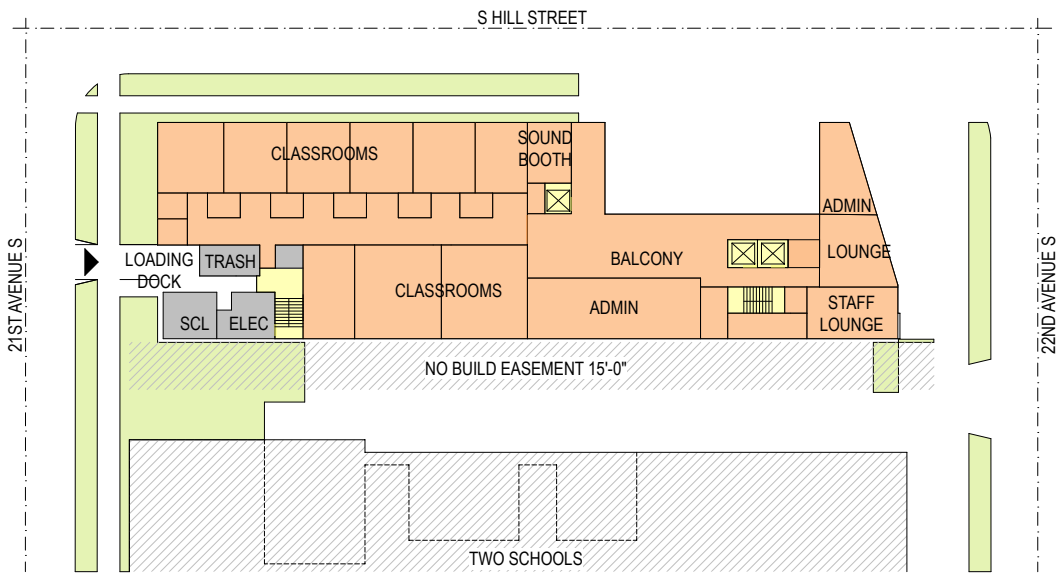 S HILL STREET
CLASSROOMS
SOUND
BOOTH
ADMIN
LOUNGE
BALCONY
LOADING
DOCK
TRASH
CLASSROOMS
ADMIN
STAFF
LOUNGE
SCL
ELEC
21ST AVENUE S
22ND AVENUE S
NO BUILD EASEMENT 15'-0"
TWO SCHOOLS